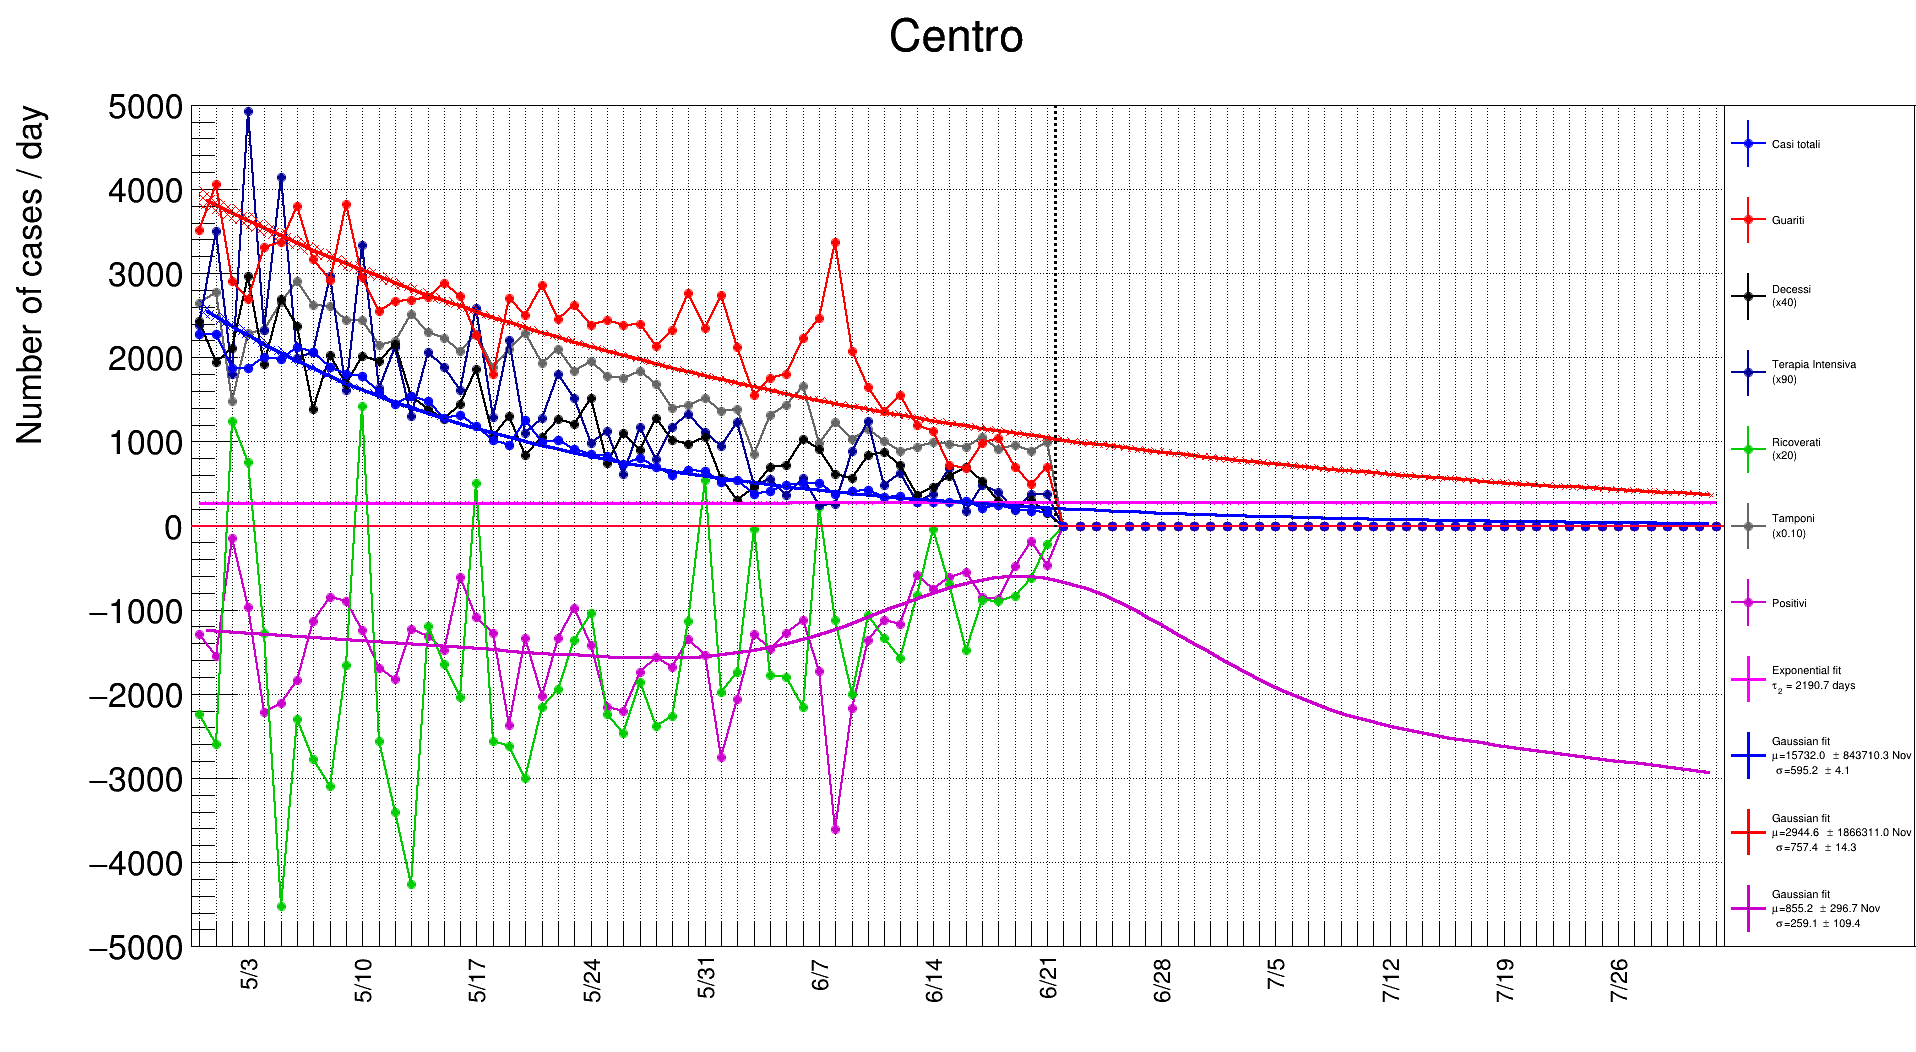 Centro
Number of cases / day
5000
4000
3000
2000
1000
0
−1000
−2000
−3000
−4000
−5000
5/3
5/10
5/17
5/24
5/31
6/7
6/14
6/21
6/28
7/5
7/12
7/19
7/26
Casi totali
Guariti
Decessi
(x40)
Terapia Intensiva
(x90)
Ricoverati
(x20)
Tamponi
(x0.10)
Positivi
Exponential fit
τ2 = 2190.7 days
Gaussian fit
μ=15732.0 ± 843710.3 Nov
σ=595.2 ± 4.1
Gaussian fit
μ=2944.6 ± 1866311.0 Nov
σ=757.4 ± 14.3
Gaussian fit
μ=855.2 ± 296.7 Nov
σ=259.1 ± 109.4